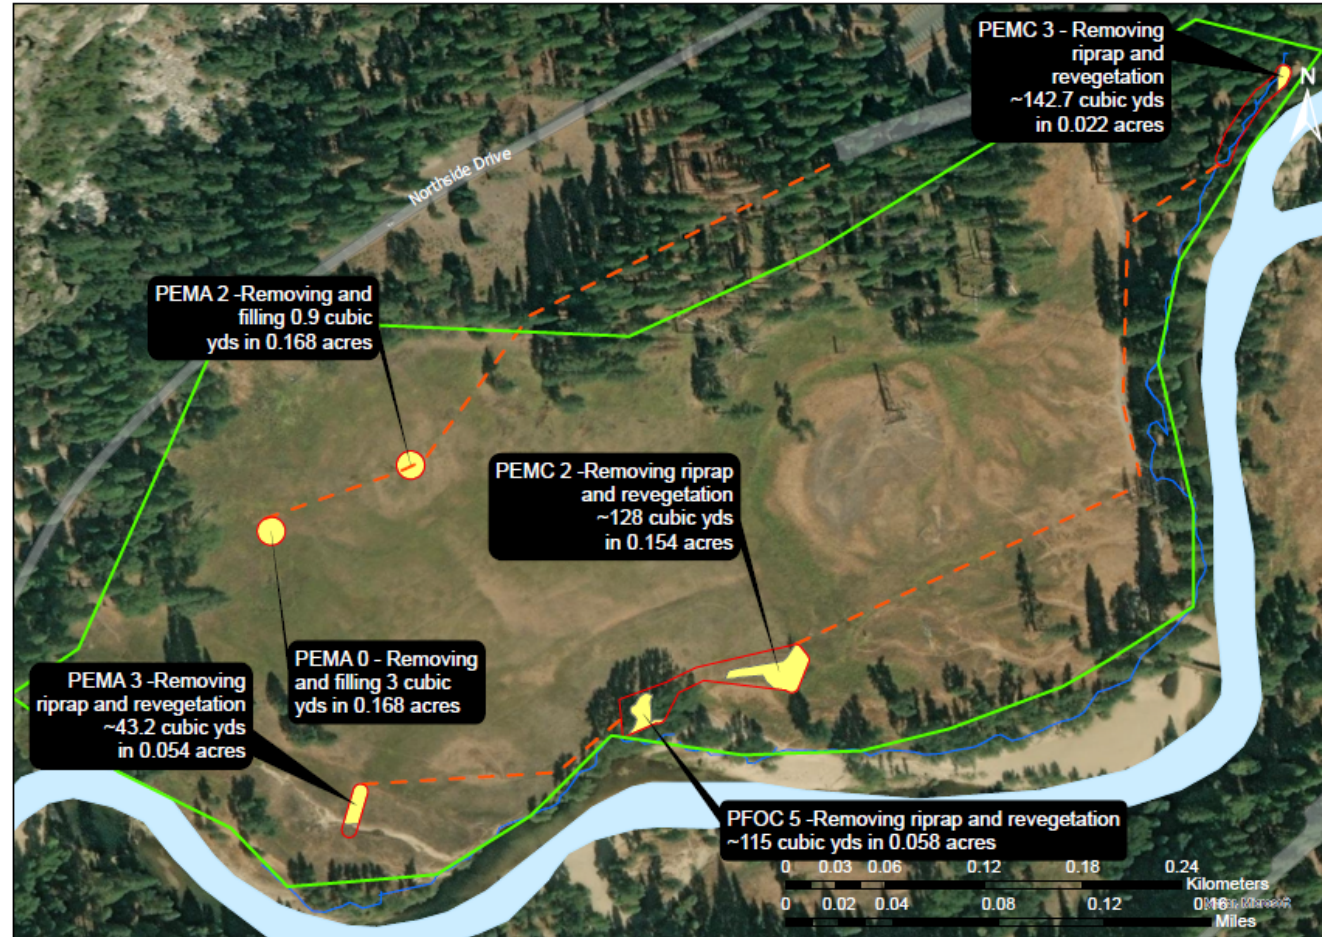 PEMC 3 - Removing
riprap and
revegetation
~142.7 cubic yds
in 0.022 acres
N
Northside Drive
PEMA 2 -Removing and
filling 0.9 cubic
yds in 0.168 acres
PEMC 2 -Removing riprap
and revegetation
~128 cubic yds
in 0.154 acres
PEMA 0 - Removing
and filling 3 cubic
yds in 0.168 acres
PEMA 3 -Removing
riprap and revegetation
~43.2 cubic yds
in 0.054 acres
PFOC 5 -Removing riprap and revegetation
~115 cubic yds in 0.058 acres
0 0.03 0.06 0.12 0.18 0.24
Kilometers
0 0.02 0.04 0.08 0.12 0.16
Miles